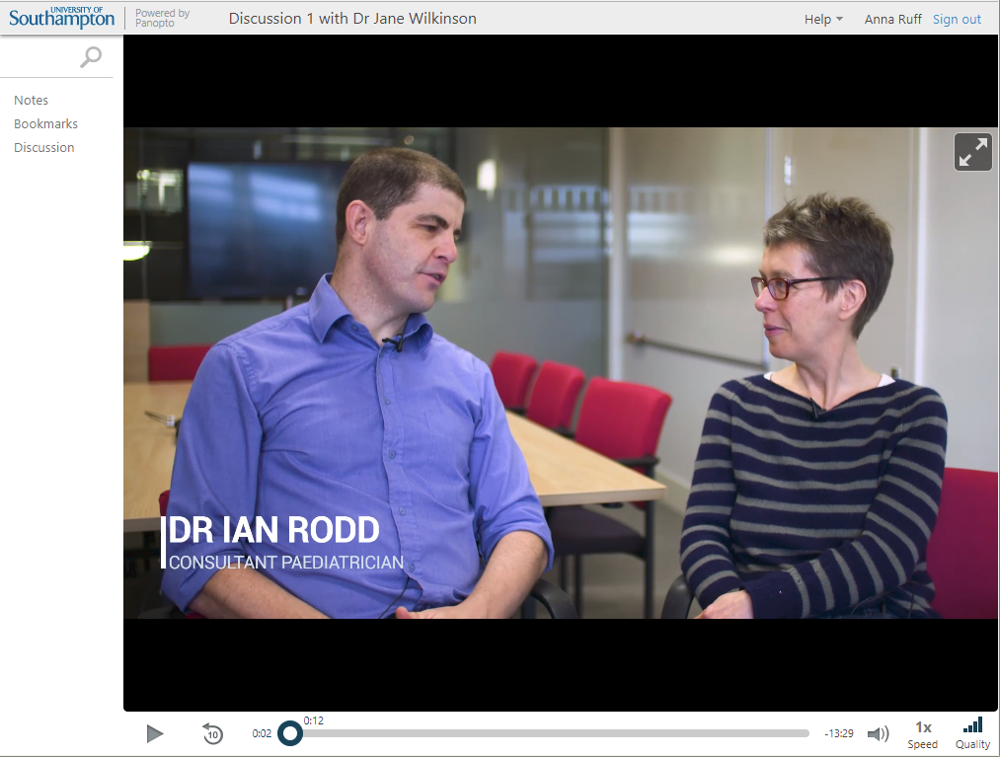 UNIVERSITY OF
Southampton
Powered by
Panopto
Discussion 1 with Dr Jane Wilkinson
Help
Anna Ruff
Sign out
Notes
Bookmarks
Discussion
DR IAN RODD
CONSULTANT PAEDIATRICIAN
10
0:02
0:12
-13:29
1x
Speed
Quality